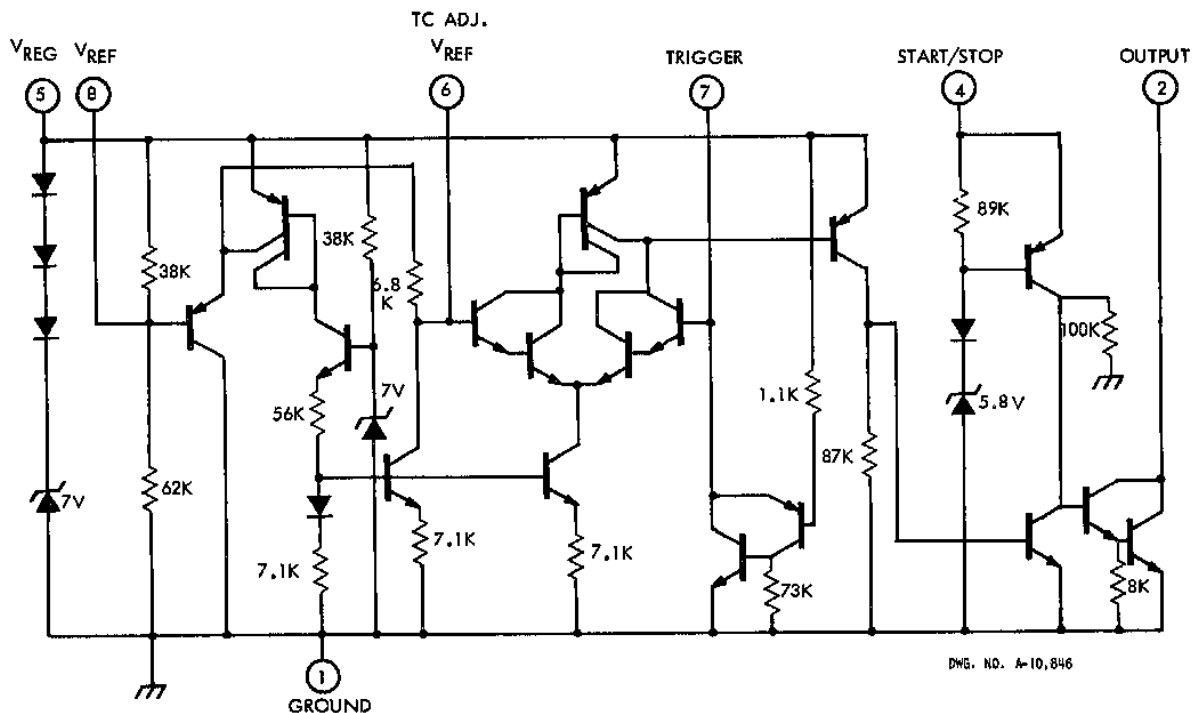 TC ADJ.
VREG VREF VREF TRIGGER START/STOP OUTPUT
5 8 6 7 4 2
38K
38K
6.8
K
89K
100K
56K
7V
1.1K
5.8V
62K
7V
87K
7.1K
7.1K
7.1K
73K
8K
1
GROUND
DWG. NO. A-10,846